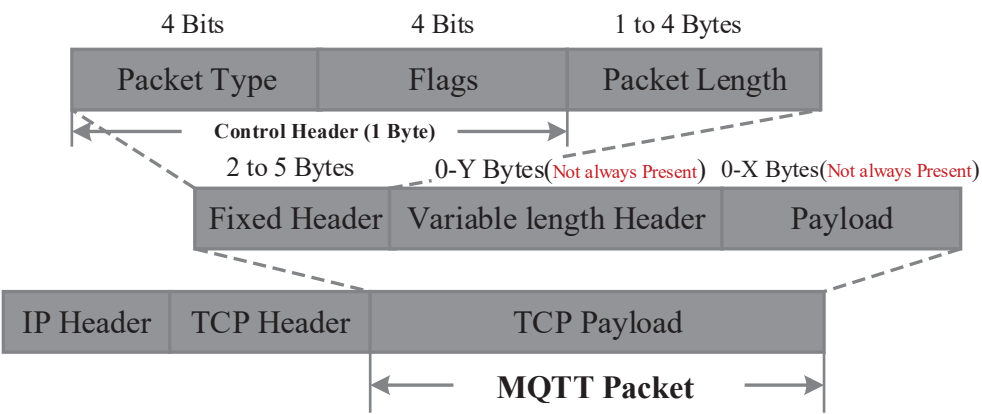 4 Bits 4 Bits 1 to 4 Bytes
Packet Type Flags Packet Length
Control Header (1 Byte)
2 to 5 Bytes 0-Y Bytes(Not always Present) 0-X Bytes(Not always Present)
Fixed Header Variable length Header Payload
IP Header TCP Header TCP Payload
MQTT Packet